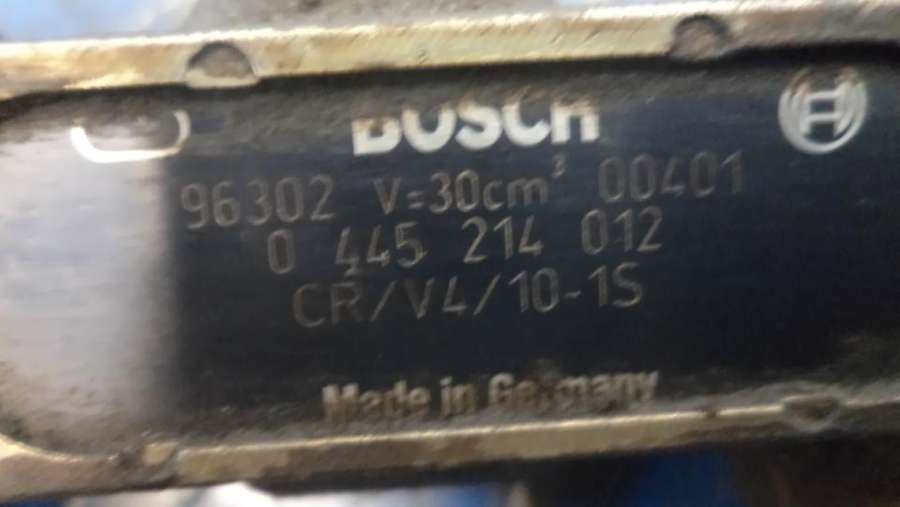 BOSCH
96302 V=30cm³ 00401
0 445 214 012
CR/V4/10-1S
Made in Germany